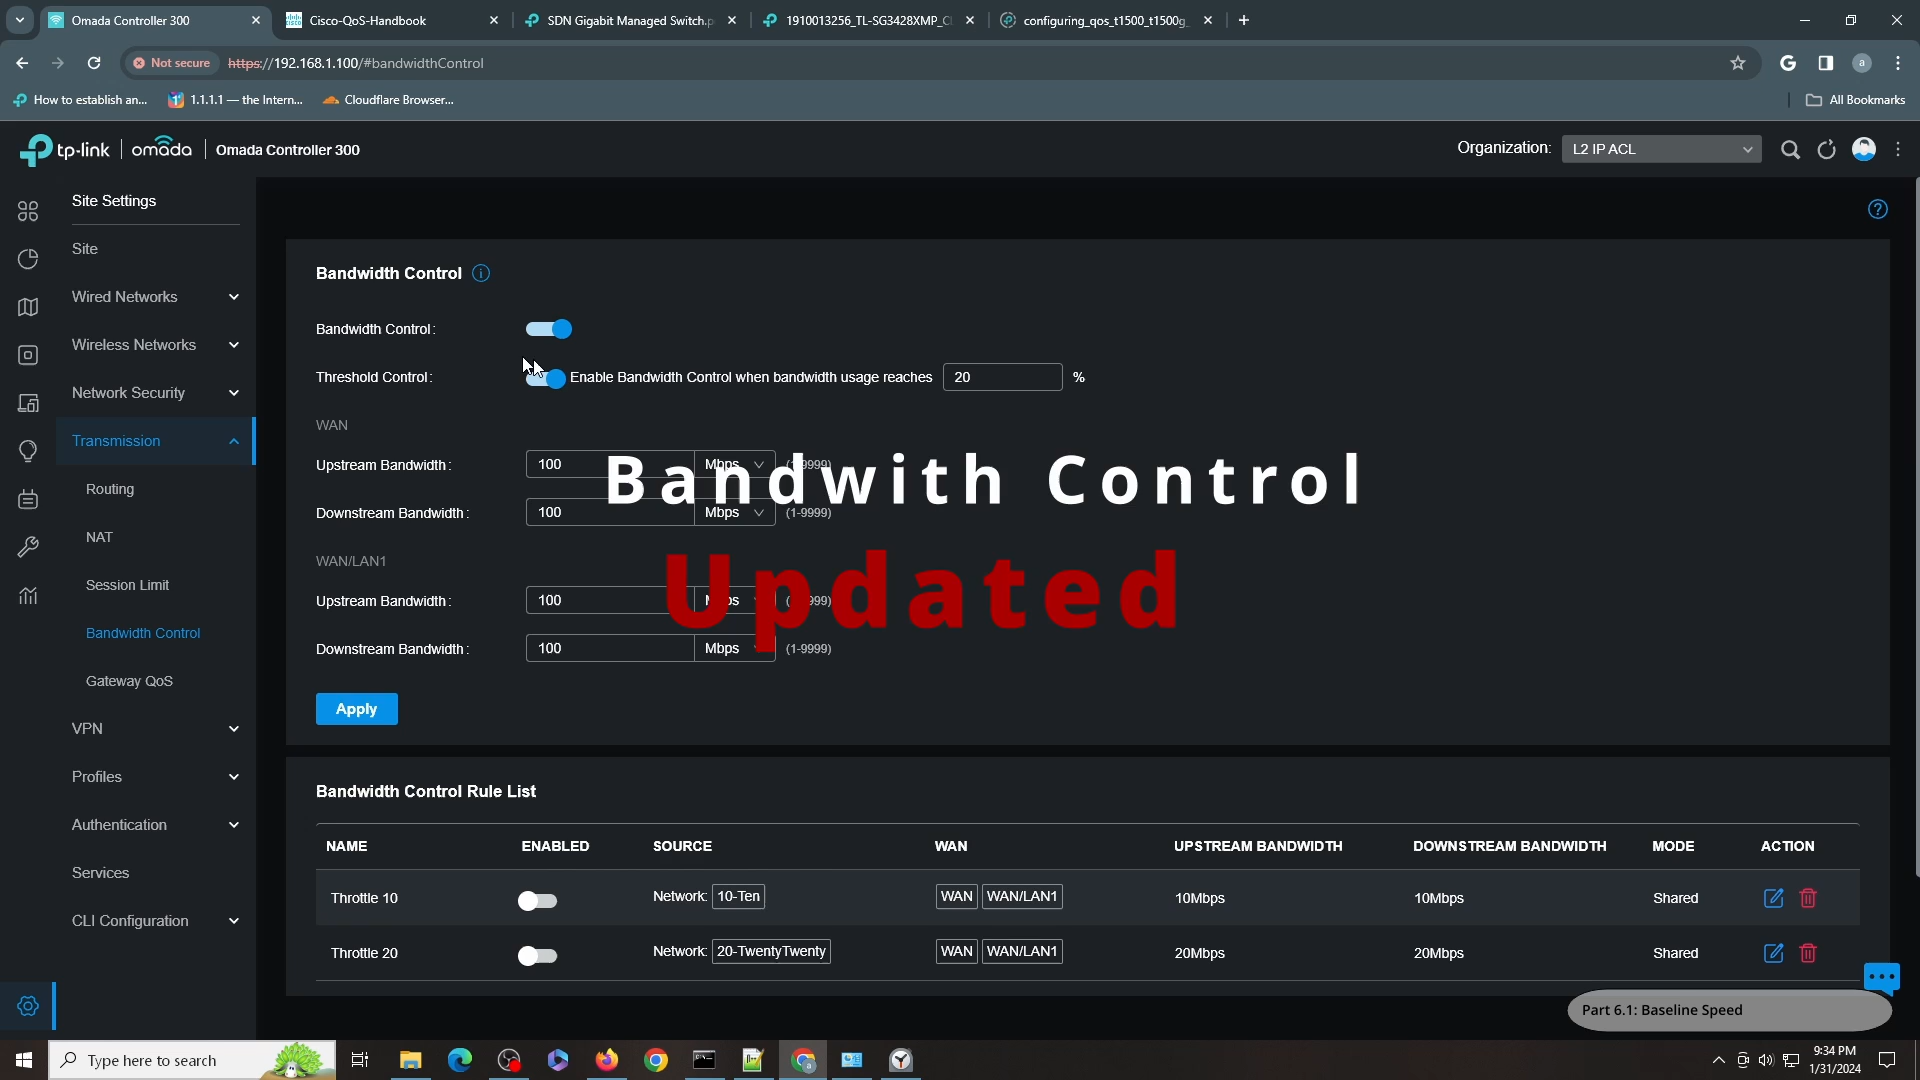 Omada Controller 300
Cisco-QoS-Handbook
SDN Gigabit Managed Switch.p
1910013256_TL-SG3428XMP_C
configuring_qos_t1500_t1500g_
Not secure
https://192.168.1.100/#bandwidthControl
a
How to establish an...
1.1.1.1 — the Intern...
Cloudflare Browser...
All Bookmarks
tp-link
omada
Omada Controller 300
Organization:
L2 IP ACL
Site Settings
Site
Wired Networks
Wireless Networks
Network Security
Transmission
Routing
NAT
Session Limit
Bandwidth Control
Gateway QoS
VPN
Profiles
Authentication
Services
CLI Configuration
Bandwidth Control
Bandwidth Control:
Threshold Control:
Enable Bandwidth Control when bandwidth usage reaches
20
%
WAN
Upstream Bandwidth:
100
Mbps
Downstream Bandwidth:
100
Mbps
(1-9999)
Bandwith Control
Updated
WAN/LAN1
Upstream Bandwidth:
100
Downstream Bandwidth:
100
Mbps
(1-9999)
Apply
Bandwidth Control Rule List
NAME ENABLED SOURCE WAN UPSTREAM BANDWIDTH DOWNSTREAM BANDWIDTH MODE ACTION
Throttle 10 Network: 10-Ten WAN WAN/LAN1 10Mbps 10Mbps Shared
Throttle 20 Network: 20-TwentyTwenty WAN WAN/LAN1 20Mbps 20Mbps Shared
Part 6.1: Baseline Speed
Type here to search
9:34 PM
1/31/2024